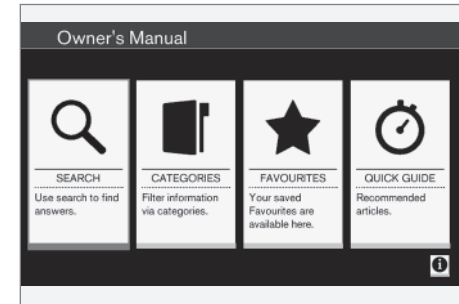 Owner's Manual
SEARCH
Use search to find
answers.
CATEGORIES
Filter information
via categories.
FAVOURITES
Your saved
Favourites are
available here.
QUICK GUIDE
Recommended
articles.